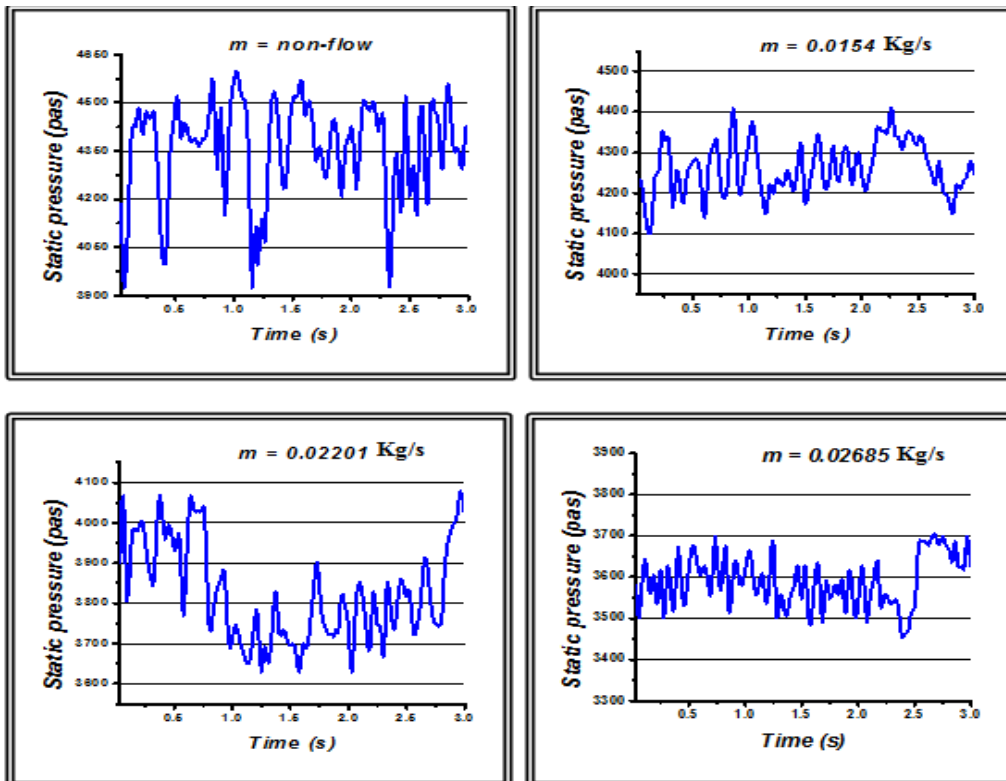 m = non-flow
Static pressure (pas)
4650
4500
4350
4200
4050
3900
0.5 1.0 1.5 2.0 2.5 3.0
Time (s)
m = 0.0154 Kg/s
Static pressure (pas)
4500
4400
4300
4200
4100
4000
0.5 1.0 1.5 2.0 2.5 3.0
Time (s)
m = 0.02201 Kg/s
Static pressure (pas)
4100
4000
3900
3800
3700
3600
0.5 1.0 1.5 2.0 2.5 3.0
Time (s)
m = 0.02685 Kg/s
Static pressure (pas)
3900
3800
3700
3600
3500
3400
3300
0.5 1.0 1.5 2.0 2.5 3.0
Time (s)